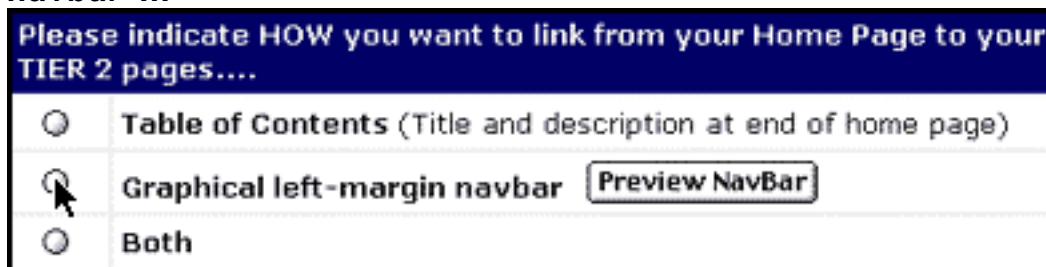 Please indicate HOW you want to link from your Home Page to your
TIER 2 pages....
Table of Contents (Title and description at end of home page)
Graphical left-margin navbar Preview NavBar
Both